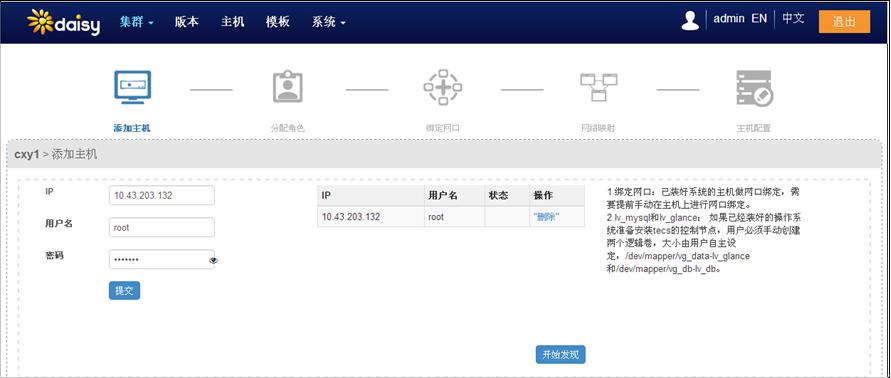 daisy 集群 版本 主机 模板 系统 admin EN 中文 退出
添加主机 分配角色 绑定网口 网络映射 主机配置
cxy1 > 添加主机
IP 10.43.203.132
用户名 root
密码 •••••••
提交
IP 用户名 状态 操作
10.43.203.132 root "删除"
开始发现
1.绑定网口：已装好系统的主机做网口绑定，需
要提前手动在主机上进行网口绑定。
2.lv_mysql和lv_glance： 如果已经装好的操作系
统准备安装tecs的控制节点，用户必须手动创建
两个逻辑卷，大小由用户自主设
定，/dev/mapper/vg_data-lv_glance
和/dev/mapper/vg_db-lv_db。